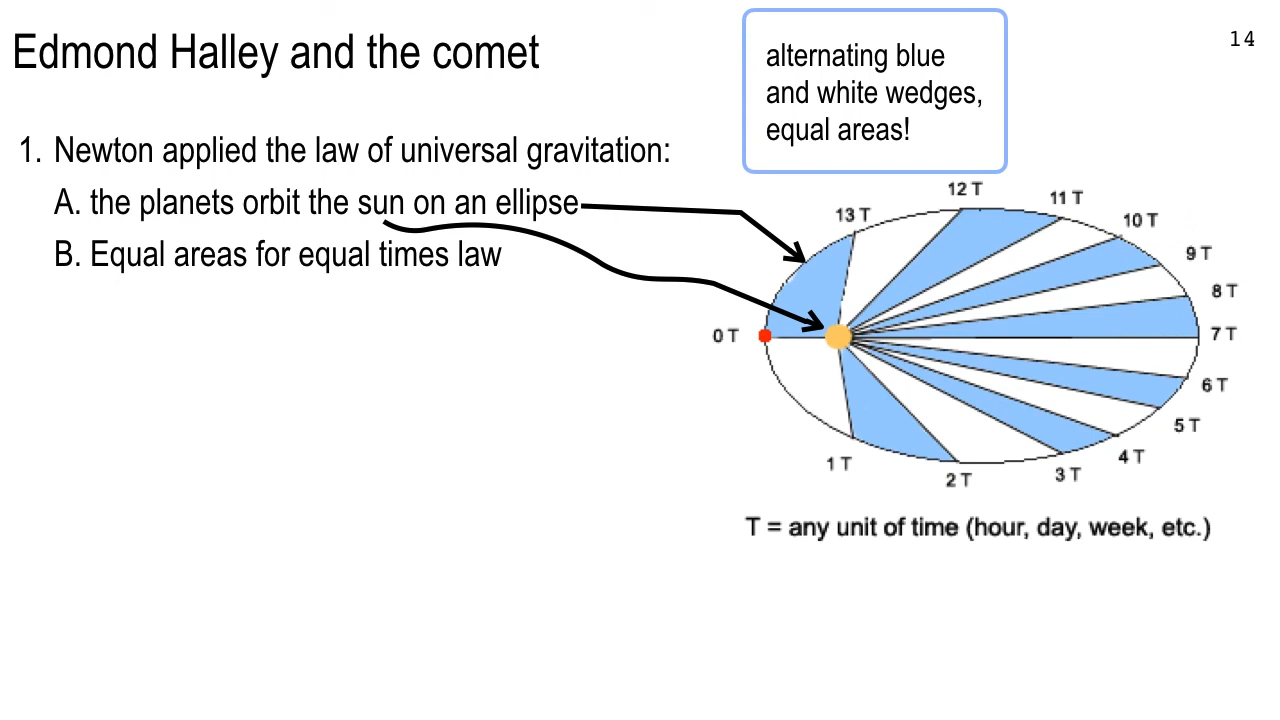 Edmond Halley and the comet
14
alternating blue
and white wedges,
equal areas!
1. Newton applied the law of universal gravitation:
A. the planets orbit the sun on an ellipse
B. Equal areas for equal times law
12 T
11 T
13 T
10 T
9 T
8 T
0 T
7 T
6 T
5 T
4 T
1 T
3 T
2 T
T = any unit of time (hour, day, week, etc.)